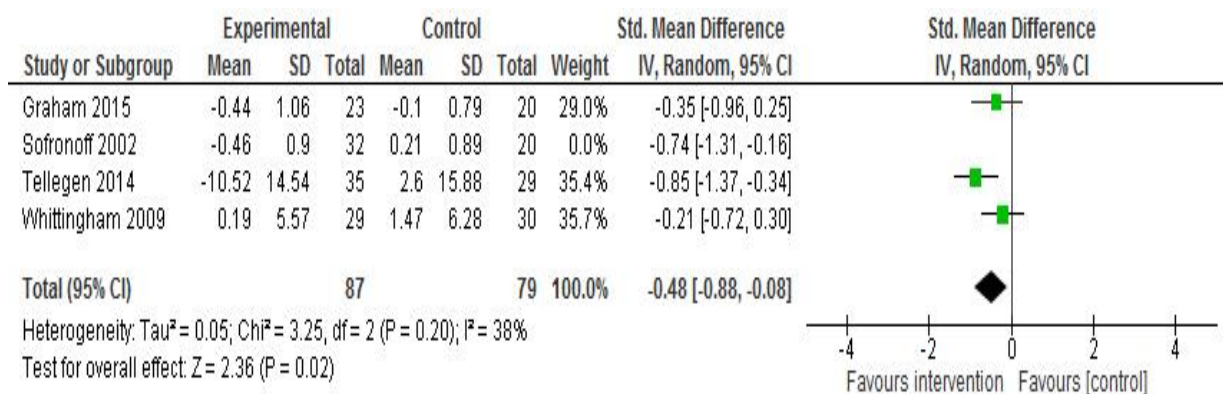 Experimental Control Std. Mean Difference Std. Mean Difference
Study or Subgroup Mean SD Total Mean SD Total Weight IV, Random, 95% CI IV, Random, 95% CI
Graham 2015 -0.44 1.06 23 -0.1 0.79 20 29.0% -0.35 [-0.96, 0.25]
Sofronoff 2002 -0.46 0.9 32 0.21 0.89 20 0.0% -0.74 [-1.31, -0.16]
Tellegen 2014 -10.52 14.54 35 2.6 15.88 29 35.4% -0.85 [-1.37, -0.34]
Whittingham 2009 0.19 5.57 29 1.47 6.28 30 35.7% -0.21 [-0.72, 0.30]
Total (95% CI) 87 79 100.0% -0.48 [-0.88, -0.08]
Heterogeneity: Tau² = 0.05; Chi² = 3.25, df = 2 (P = 0.20); I² = 38%
Test for overall effect: Z = 2.36 (P = 0.02)
-4 -2 0 2 4
Favours intervention Favours [control]